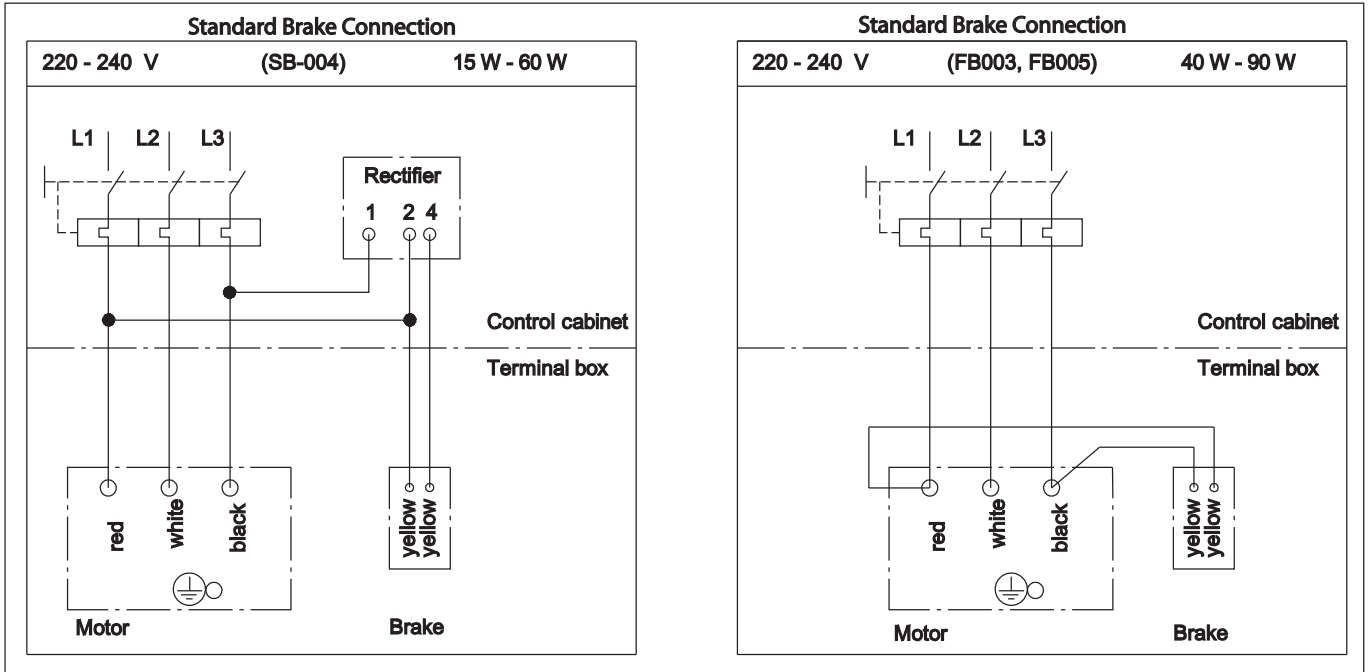 Standard Brake Connection
220 - 240 V (SB-004) 15 W - 60 W
L1 L2 L3
Rectifier
1 2 4
Control cabinet
Terminal box
red
white
black
yellow
yellow
Motor
Brake
Standard Brake Connection
220 - 240 V (FB003, FB005) 40 W - 90 W
L1 L2 L3
Control cabinet
Terminal box
red
white
black
yellow
yellow
Motor
Brake